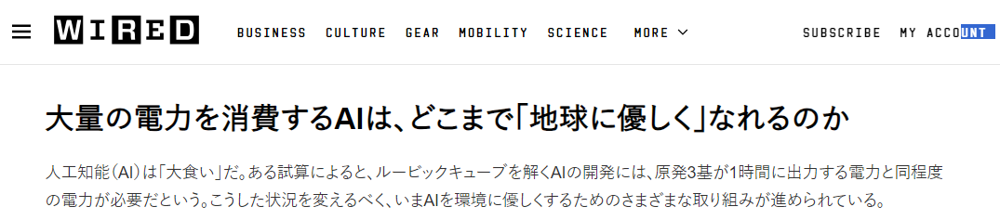 WIRED BUSINESS CULTURE GEAR MOBILITY SCIENCE MORE SUBSCRIBE MY ACCOUNT
大量の電力を消費するAIは、どこまで「地球に優しく」なれるのか
人工知能(AI)は「大食い」だ。ある試算によると、ルービックキューブを解くAIの開発には、原発3基が1時間に出力する電力と同程度
の電力が必要だという。こうした状況を変えるべく、いまAIを環境に優しくするためのさまざまな取り組みが進められている。